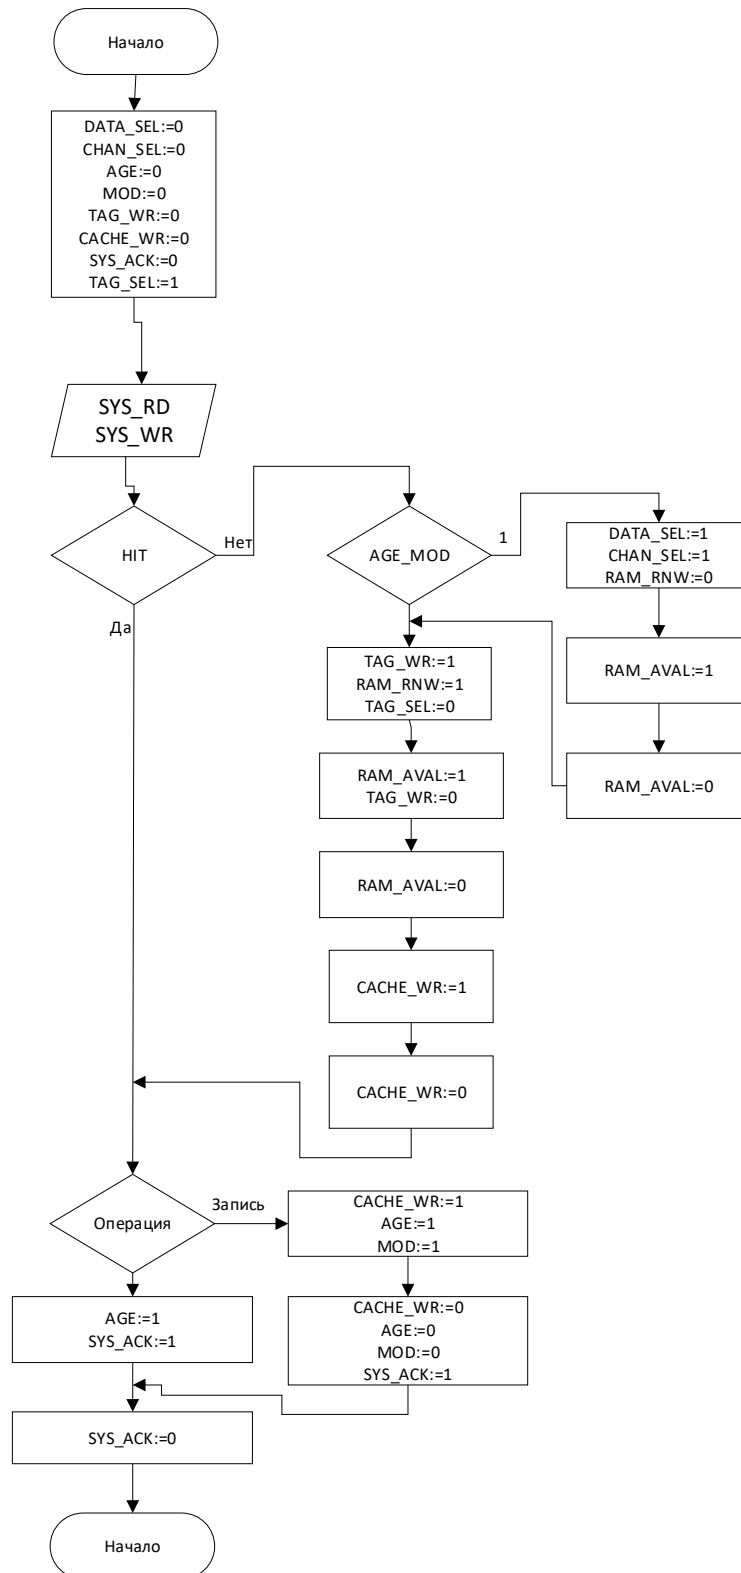 Начало
DATA_SEL:=0
CHAN_SEL:=0
AGE:=0
MOD:=0
TAG_WR:=0
CACHE_WR:=0
SYS_ACK:=0
TAG_SEL:=1
SYS_RD
SYS_WR
HIT
Нет
Да
AGE_MOD
1
DATA_SEL:=1
CHAN_SEL:=1
RAM_RNW:=0
RAM_AVAL:=1
RAM_AVAL:=0
TAG_WR:=1
RAM_RNW:=1
TAG_SEL:=0
RAM_AVAL:=1
TAG_WR:=0
RAM_AVAL:=0
CACHE_WR:=1
CACHE_WR:=0
Операция
Запись
CACHE_WR:=1
AGE:=1
MOD:=1
CACHE_WR:=0
AGE:=0
MOD:=0
SYS_ACK:=1
AGE:=1
SYS_ACK:=1
SYS_ACK:=0
Начало